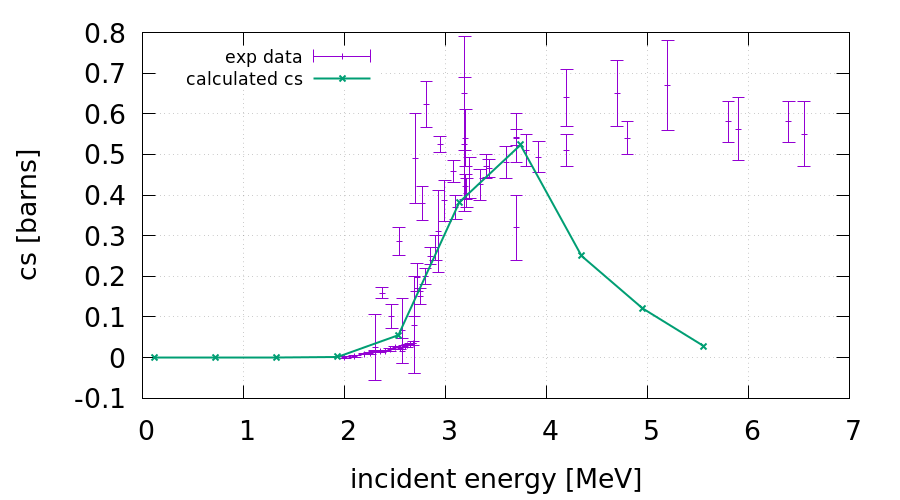 0.8
0.7
0.6
0.5
0.4
0.3
0.2
0.1
0
-0.1
cs [barns]
exp data
calculated cs
0 1 2 3 4 5 6 7
incident energy [MeV]